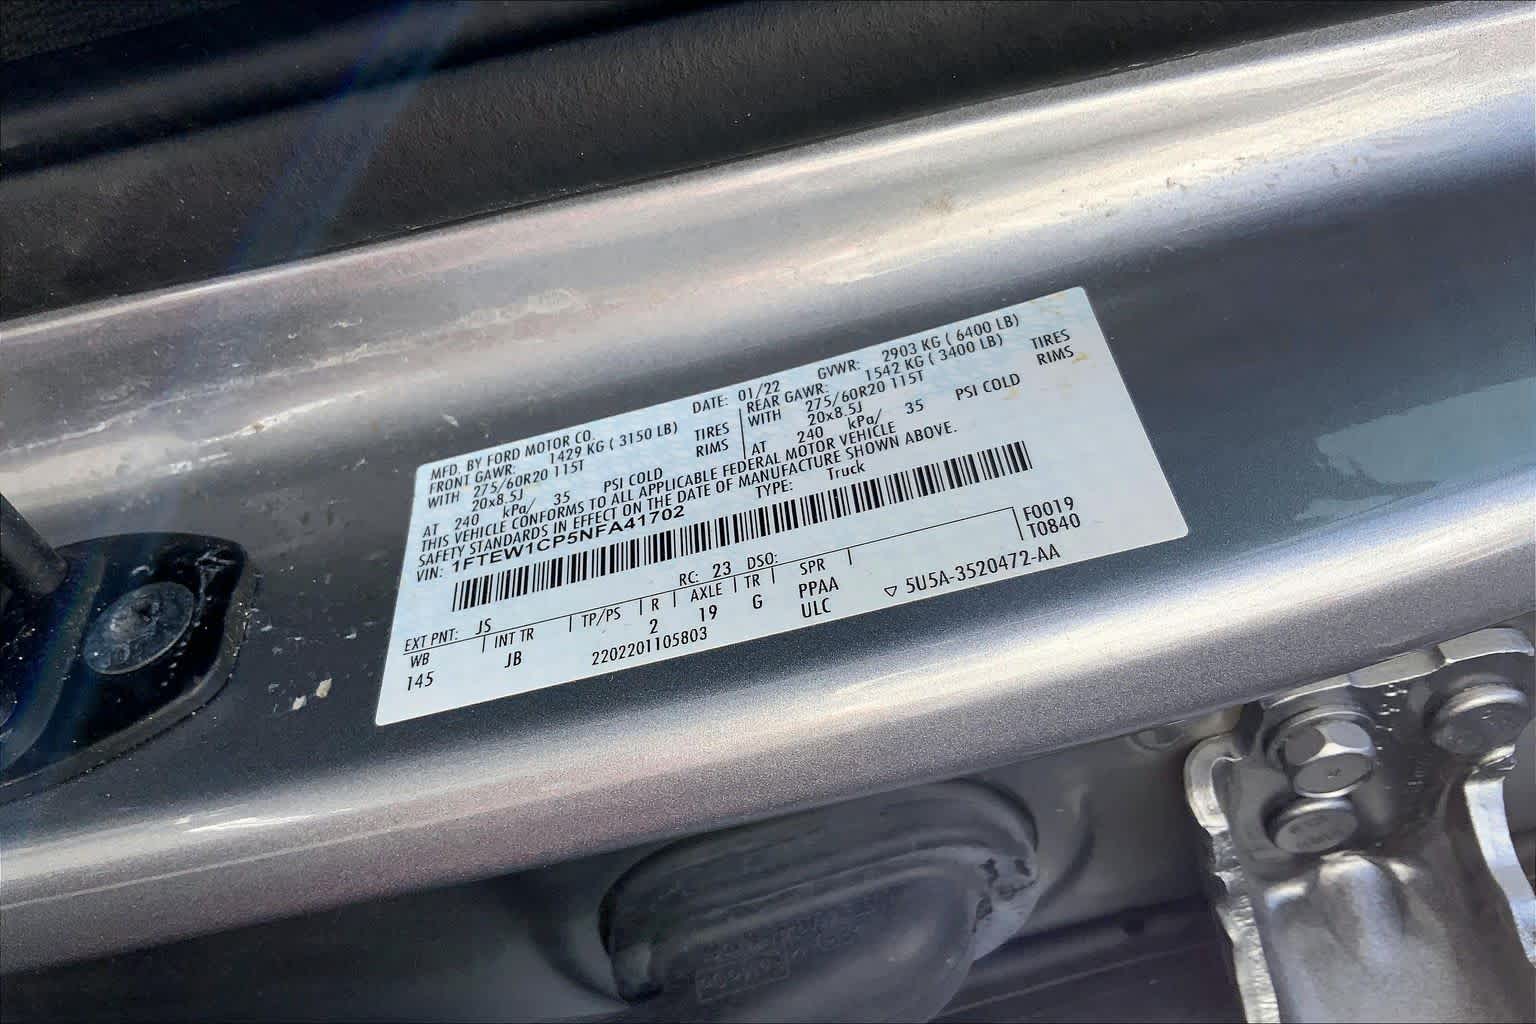 MFD. BY FORD MOTOR CO. DATE: 01/22 GVWR: 2903 KG ( 6400 LB)
FRONT GAWR: 1429 KG ( 3150 LB) REAR GAWR: 1542 KG ( 3400 LB)
WITH 275/60R20 115T TIRES WITH 275/60R20 115T TIRES
20x8.5J RIMS 20x8.5J RIMS
AT 240 kPa/ 35 PSI COLD AT 240 kPa/ 35 PSI COLD
THIS VEHICLE CONFORMS TO ALL APPLICABLE FEDERAL MOTOR VEHICLE
SAFETY STANDARDS IN EFFECT ON THE DATE OF MANUFACTURE SHOWN ABOVE.
VIN: 1FTEW1CP5NFA41702 TYPE: Truck
F0019
T0840
EXT PNT: JS RC: 23 DSO:
WB INT TR TP/PS R AXLE TR SPR
145 JB 2 19 G PPAA
ULC
2202201105803 ▽ 5U5A-3520472-AA